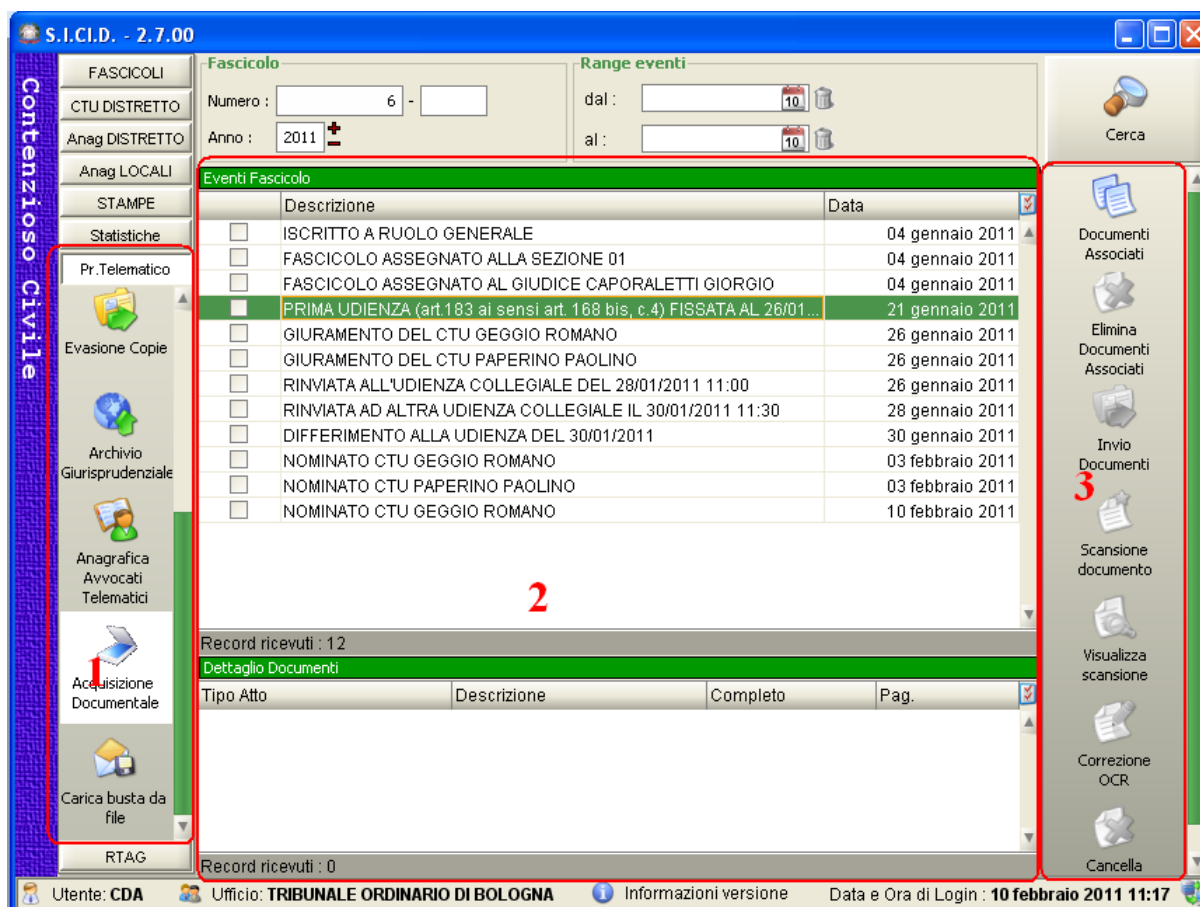 S.I.CI.D. - 2.7.00
Contenzioso Civile
FASCICOLI
CTU DISTRETTO
Anag DISTRETTO
Anag LOCALI
STAMPE
Statistiche
Pr.Telematico
Evasione Copie
Archivio
Giurisprudenziale
Anagrafica
Avvocati
Telematici
1
Acquisizione
Documentale
Carica busta da
file
RTAG
Fascicolo
Numero : 6 -
Anno : 2011
Range eventi
dal : 10
al : 10
Eventi Fascicolo
Descrizione Data
ISCRITTO A RUOLO GENERALE 04 gennaio 2011
FASCICOLO ASSEGNATO ALLA SEZIONE 01 04 gennaio 2011
FASCICOLO ASSEGNATO AL GIUDICE CAPORALETTI GIORGIO 04 gennaio 2011
PRIMA UDIENZA (art.183 ai sensi art. 168 bis, c.4) FISSATA AL 26/01... 21 gennaio 2011
GIURAMENTO DEL CTU GEGGIO ROMANO 26 gennaio 2011
GIURAMENTO DEL CTU PAPERINO PAOLINO 26 gennaio 2011
RINVIATA ALL'UDIENZA COLLEGIALE DEL 28/01/2011 11:00 26 gennaio 2011
RINVIATA AD ALTRA UDIENZA COLLEGIALE IL 30/01/2011 11:30 28 gennaio 2011
DIFFERIMENTO ALLA UDIENZA DEL 30/01/2011 30 gennaio 2011
NOMINATO CTU GEGGIO ROMANO 03 febbraio 2011
NOMINATO CTU PAPERINO PAOLINO 03 febbraio 2011
NOMINATO CTU GEGGIO ROMANO 10 febbraio 2011
2
Record ricevuti : 12
Dettaglio Documenti
Tipo Atto Descrizione Completo Pag.
Record ricevuti : 0
Cerca
Documenti
Associati
Elimina
Documenti
Associati
Invio
Documenti
3
Scansione
documento
Visualizza
scansione
Correzione
OCR
Cancella
Utente: CDA Ufficio: TRIBUNALE ORDINARIO DI BOLOGNA Informazioni versione Data e Ora di Login : 10 febbraio 2011 11:17